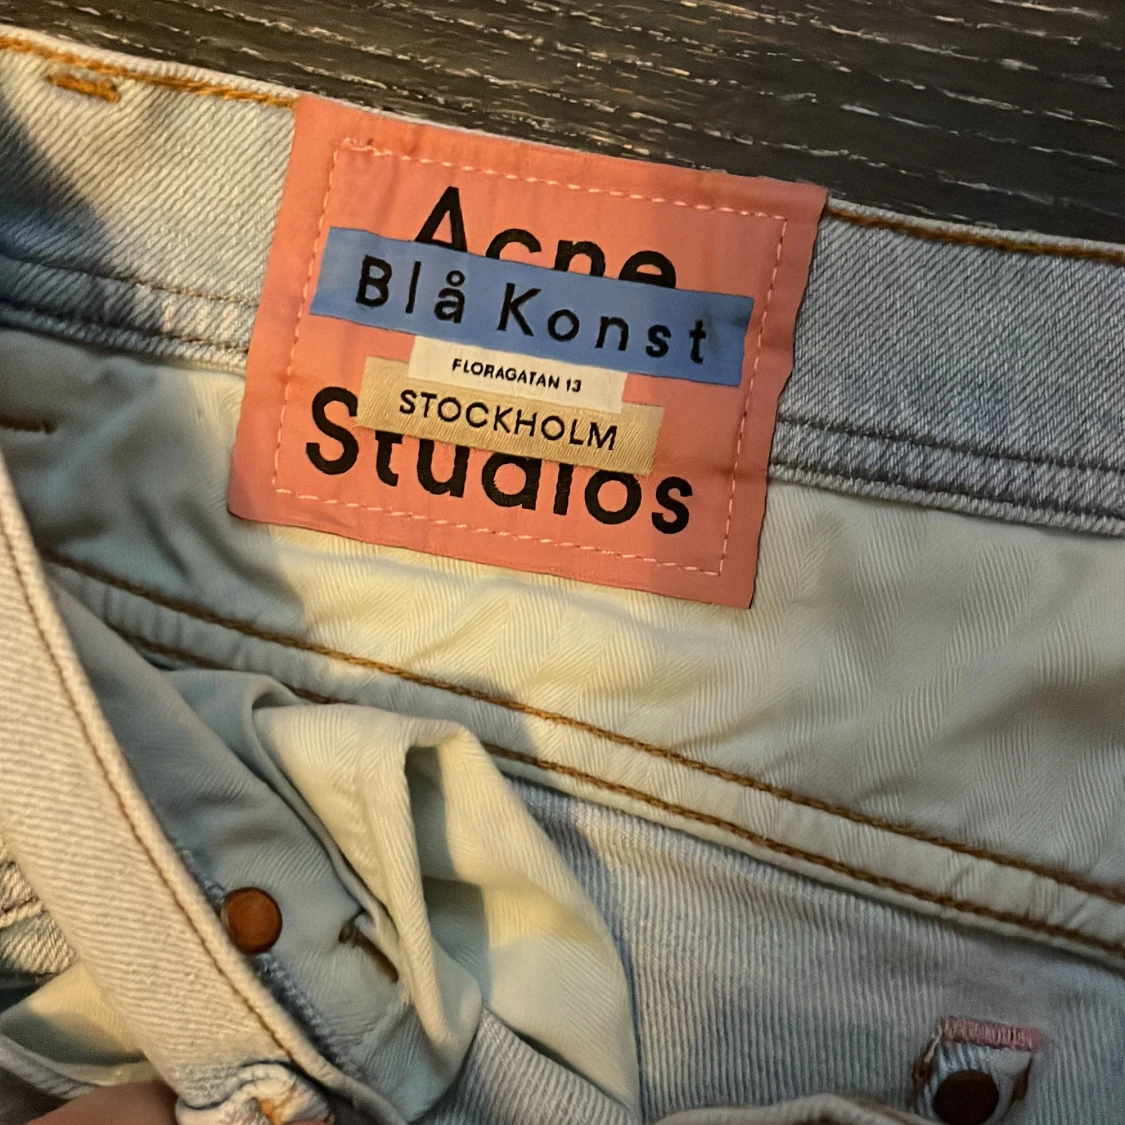 Acne
Blå Konst
FLORAGATAN 13
STOCKHOLM
Studios